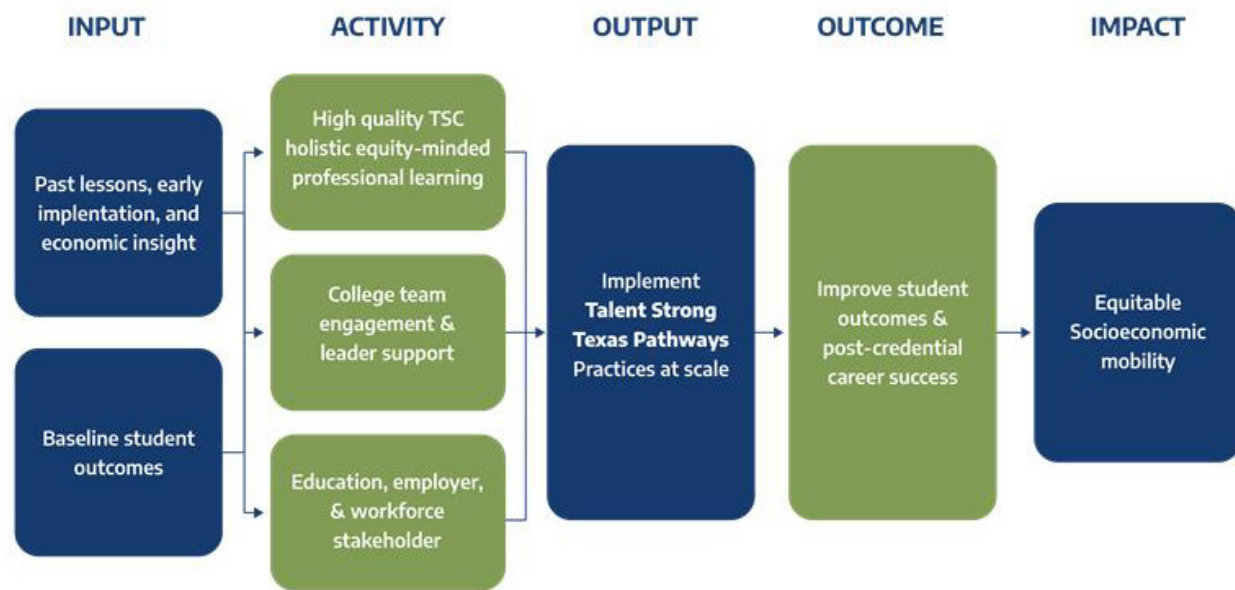 INPUT
ACTIVITY
OUTPUT
OUTCOME
IMPACT
Past lessons, early
implentation, and
economic insight
Baseline student
outcomes
High quality TSC
holistic equity-minded
professional learning
College team
engagement &
leader support
Education, employer,
& workforce
stakeholder
Implement
Talent Strong
Texas Pathways
Practices at scale
Improve student
outcomes &
post-credential
career success
Equitable
Socioeconomic
mobility